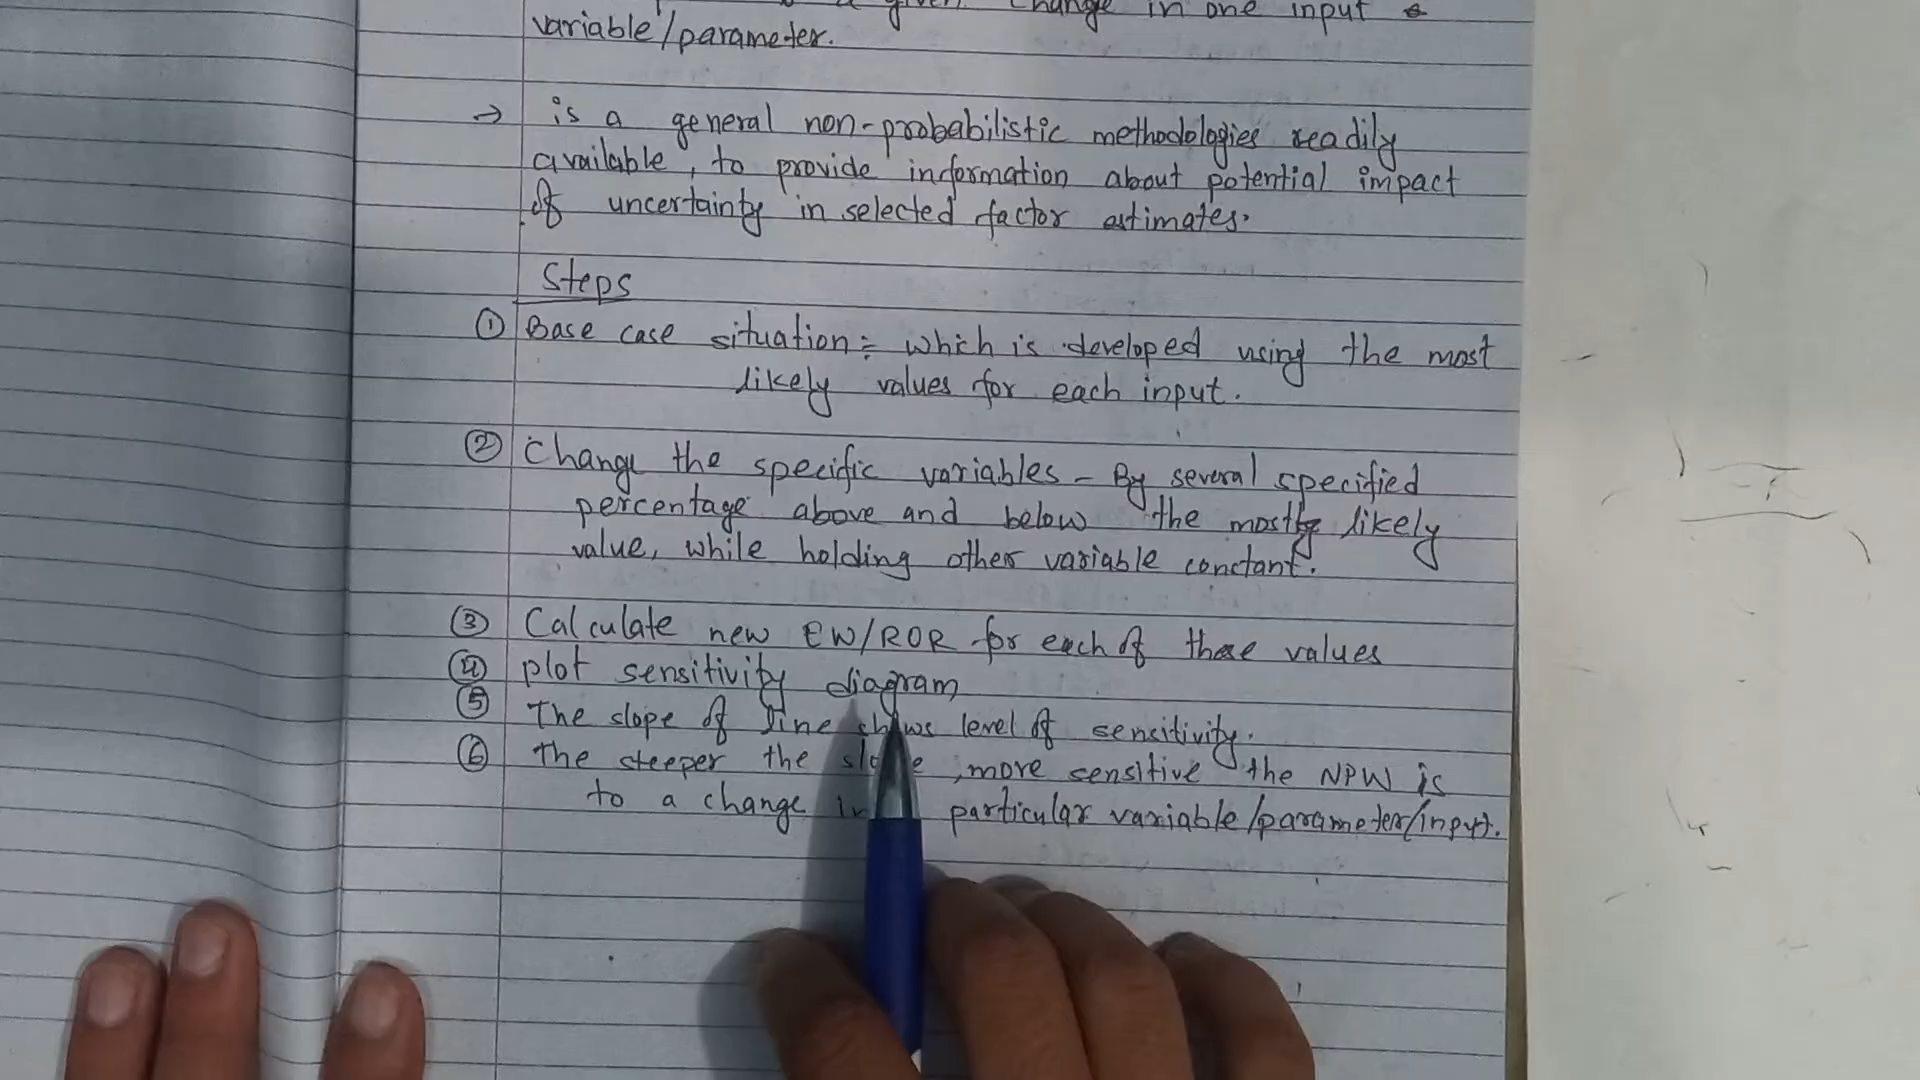 given change in one input
variable/parameter.
→ is a general non-probabilistic methodologies readily
available, to provide information about potential impact
of uncertainty in selected factor estimates.
Steps
① Base case situation:- which is developed using the most
likely values for each input.
② Change the specific variables - By several specified
percentage above and below the mostly likely
value, while holding other variable constant.
③ Calculate new EW/ROR for each of these values
④ plot sensitivity diagram
⑤ The slope of line shows level of sensitivity.
⑥ The steeper the slope, more sensitive the NPW is
to a change in particular variable/parameter/input.